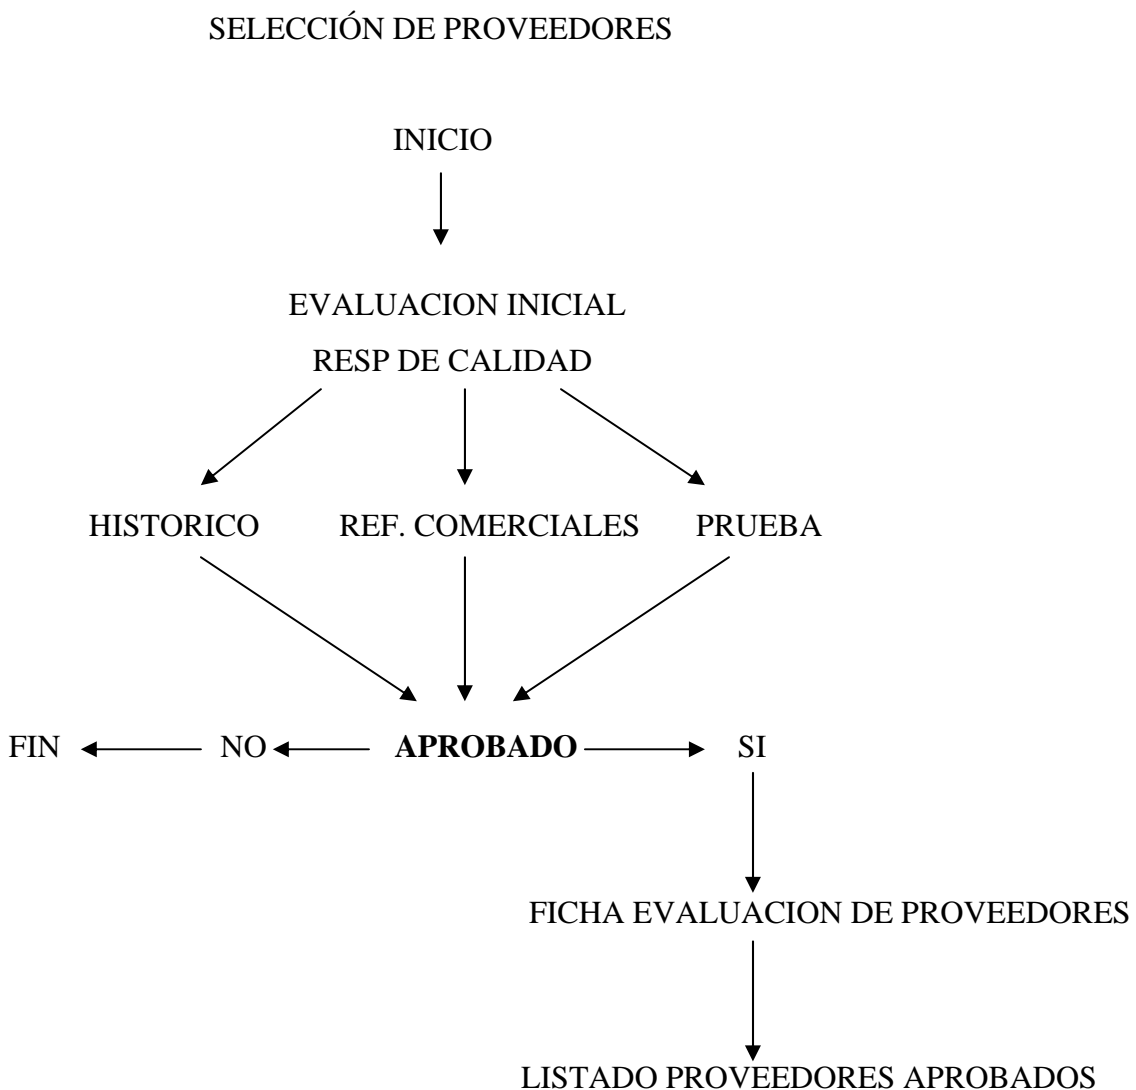 SELECCIÓN DE PROVEEDORES
INICIO
EVALUACION INICIAL
RESP DE CALIDAD
HISTORICO REF. COMERCIALES PRUEBA
FIN NO APROBADO SI
FICHA EVALUACION DE PROVEEDORES
LISTADO PROVEEDORES APROBADOS